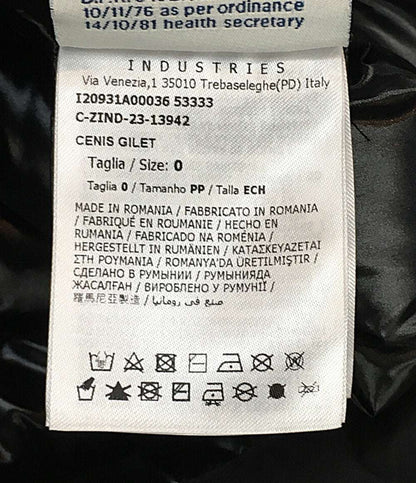 10/11/76 as per ordinance
14/10/81 health secretary
INDUSTRIES
Via Venezia,1 35010 Trebaseleghe(PD) Italy
I20931A00036 53333
C-ZIND-23-13942
CENIS GILET
Taglia / Size: 0
Taglia 0 / Tamanho PP / Talla ECH
MADE IN ROMANIA / FABBRICATO IN ROMANIA
/ FABRIQUÉ EN ROUMANIE / HECHO EN
RUMANIA / FABRICADO NA ROMÉNIA /
HERGESTELLT IN RUMÄNIEN / ΚΑΤΑΣΚΕΥΑΖΕΤΑΙ
ΣΤΗ ΡΟΥΜΑΝΙΑ / ROMANYA'DA ÜRETILMIŞTIR /
СДЕЛАНО В РУМЫНИИ / РУМЫНИЯДА
ЖАСАЛҒАН / ВИРОБЛЕНО У РУМУНІЇ /
羅馬尼亞製造 / صنع في رومانيا